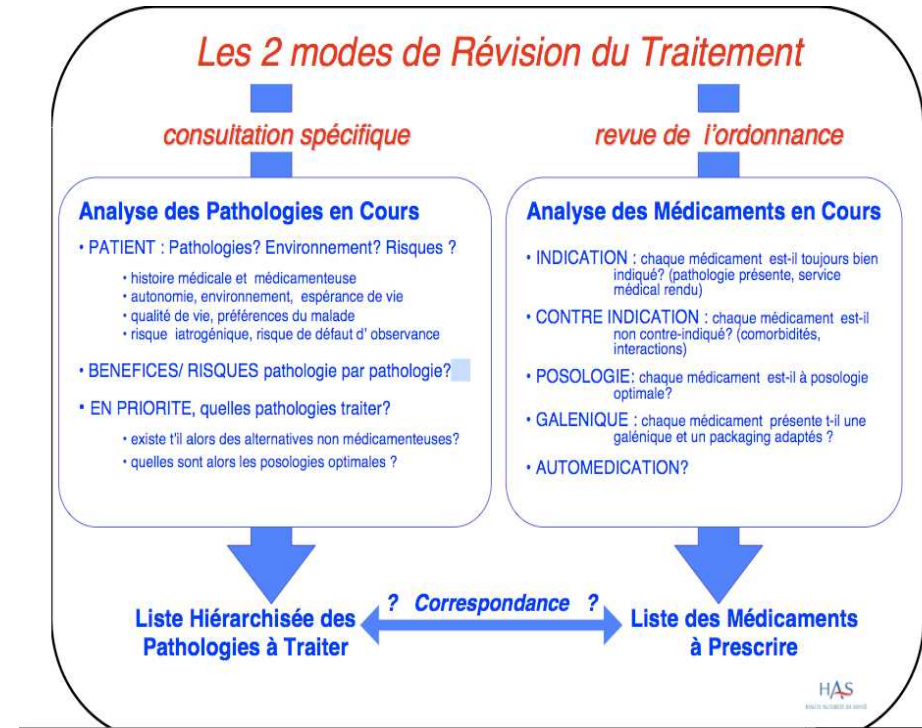 Les 2 modes de Révision du Traitement
consultation spécifique
revue de l'ordonnance
Analyse des Pathologies en Cours
• PATIENT : Pathologies? Environnement? Risques ?
• histoire médicale et médicamenteuse
• autonomie, environnement, espérance de vie
• qualité de vie, préférences du malade
• risque iatrogénique, risque de défaut d' observance
• BENEFICES/ RISQUES pathologie par pathologie?
• EN PRIORITE, quelles pathologies traiter?
• existe t'il alors des alternatives non médicamenteuses?
• quelles sont alors les posologies optimales ?
Analyse des Médicaments en Cours
• INDICATION : chaque médicament est-il toujours bien
indiqué? (pathologie présente, service
médical rendu)
• CONTRE INDICATION : chaque médicament est-il
non contre-indiqué? (comorbidités,
interactions)
• POSOLOGIE: chaque médicament est-il à posologie
optimale?
• GALENIQUE : chaque médicament présente t-il une
galénique et un packaging adaptés ?
• AUTOMEDICATION?
Liste Hiérarchisée des
Pathologies à Traiter
? Correspondance ?
Liste des Médicaments
à Prescrire
HAS
HAUTE AUTORITÉ DE SANTÉ